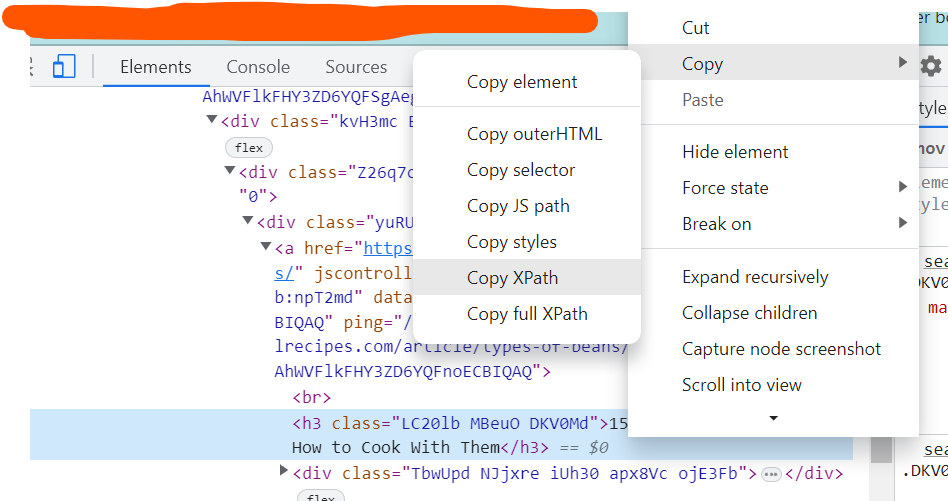 Elements
Console
Sources
AhWVFlkFHY3ZD6YQFSgAeg
<div class="kvH3mc
flex
<div class="Z26q7c
"0">
<div class="yuRU
<a href="https
s/" jscontroll
b:npT2md" data
BIQAQ" ping="/
lrecipes.com/article/types-of-beans/
AhWVFlkFHY3ZD6YQFnoECBIQAQ">
<br>
<h3 class="LC20lb MBeuO DKV0Md">15
How to Cook With Them</h3> == $0
<div class="TbwUpd NJjxre iUh30 apx8Vc ojE3Fb"> … </div>
flex
Copy element
Copy outerHTML
Copy selector
Copy JS path
Copy styles
Copy XPath
Copy full XPath
Cut
Copy
Paste
Hide element
Force state
Break on
Expand recursively
Collapse children
Capture node screenshot
Scroll into view
er be
tyle
mov
eme
tyle
sea
DKV0
ma
sea
.DKV0